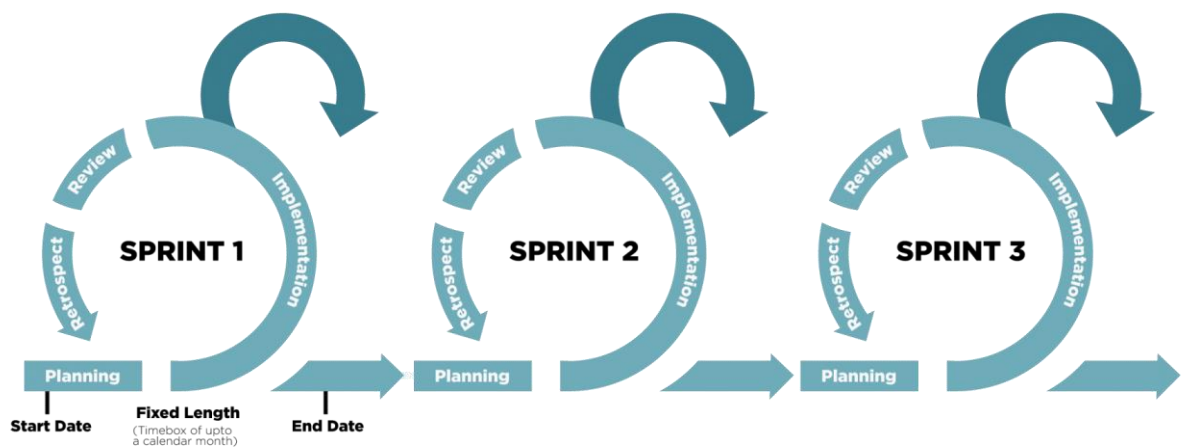 Review
Implementation
Retrospect
SPRINT 1
Planning
Start Date
Fixed Length
(Timebox of upto
a calendar month)
End Date
Review
Implementation
Retrospect
SPRINT 2
Planning
Review
Implementation
Retrospect
SPRINT 3
Planning